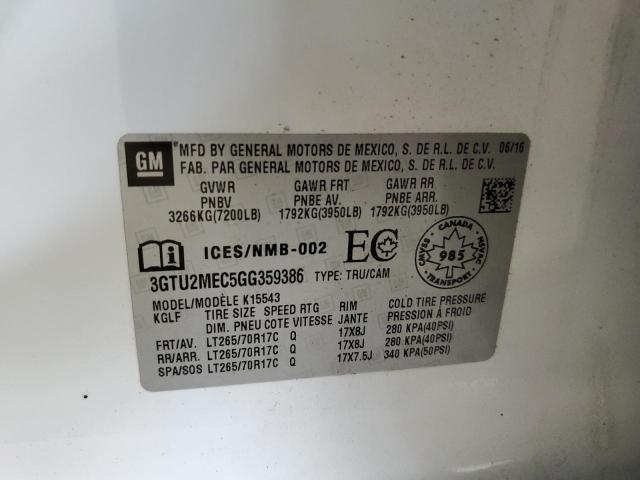 GM
*MFD BY GENERAL MOTORS DE MEXICO, S. DE R.L. DE C.V. 06/16
FAB. PAR GENERAL MOTORS DE MEXICO, S. DE R.L. DE C.V.
GVWR GAWR FRT GAWR RR
PNBV PNBE AV. PNBE ARR.
3266KG(7200LB) 1792KG(3950LB) 1792KG(3950LB)
ICES/NMB-002 EC
CANADA
985
NSVAC
CMVSS
3GTU2MEC5GG359386 TYPE: TRU/CAM
MODEL/MODÈLE K15543
KGLF TIRE SIZE SPEED RTG RIM COLD TIRE PRESSURE
DIM. PNEU COTE VITESSE JANTE PRESSION À FROID
FRT/AV. LT265/70R17C Q 17X8J 280 KPA(40PSI)
RR/ARR. LT265/70R17C Q 17X8J 280 KPA(40PSI)
SPA/SOS LT265/70R17C Q 17X7.5J 340 KPA(50PSI)